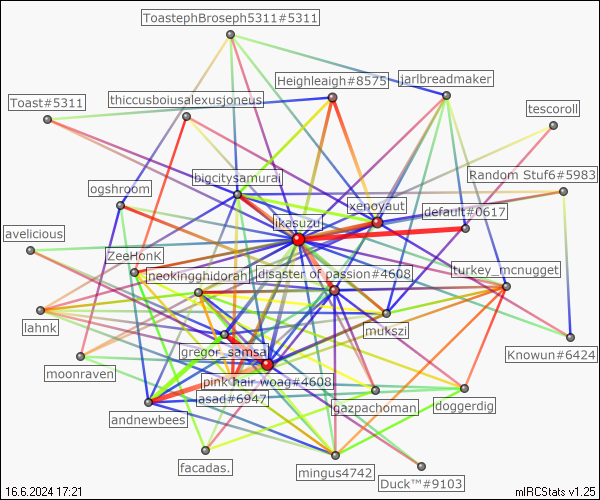 ToastephBroseph5311#5311
Heighleaigh#8575
jarlbreadmaker
Toast#5311
thiccusboiusalexusjoneus
tescoroll
bigcitysamurai
Random Stuf6#5983
ogshroom
xenoyaut
default#0617
ikasuzu
avelicious
ZeeHonk
neokingghidorah
disaster of passion#4608
turkey_mcnugget
lahnk
mukszi
gregor_samsa
Knowun#6424
moonraven
pink hair woag#4608
asad#6947
doggerdig
gazpachoman
andnewbees
facadas.
mingus4742
Duck™#9103
16.6.2024 17:21
mIRCStats v1.25